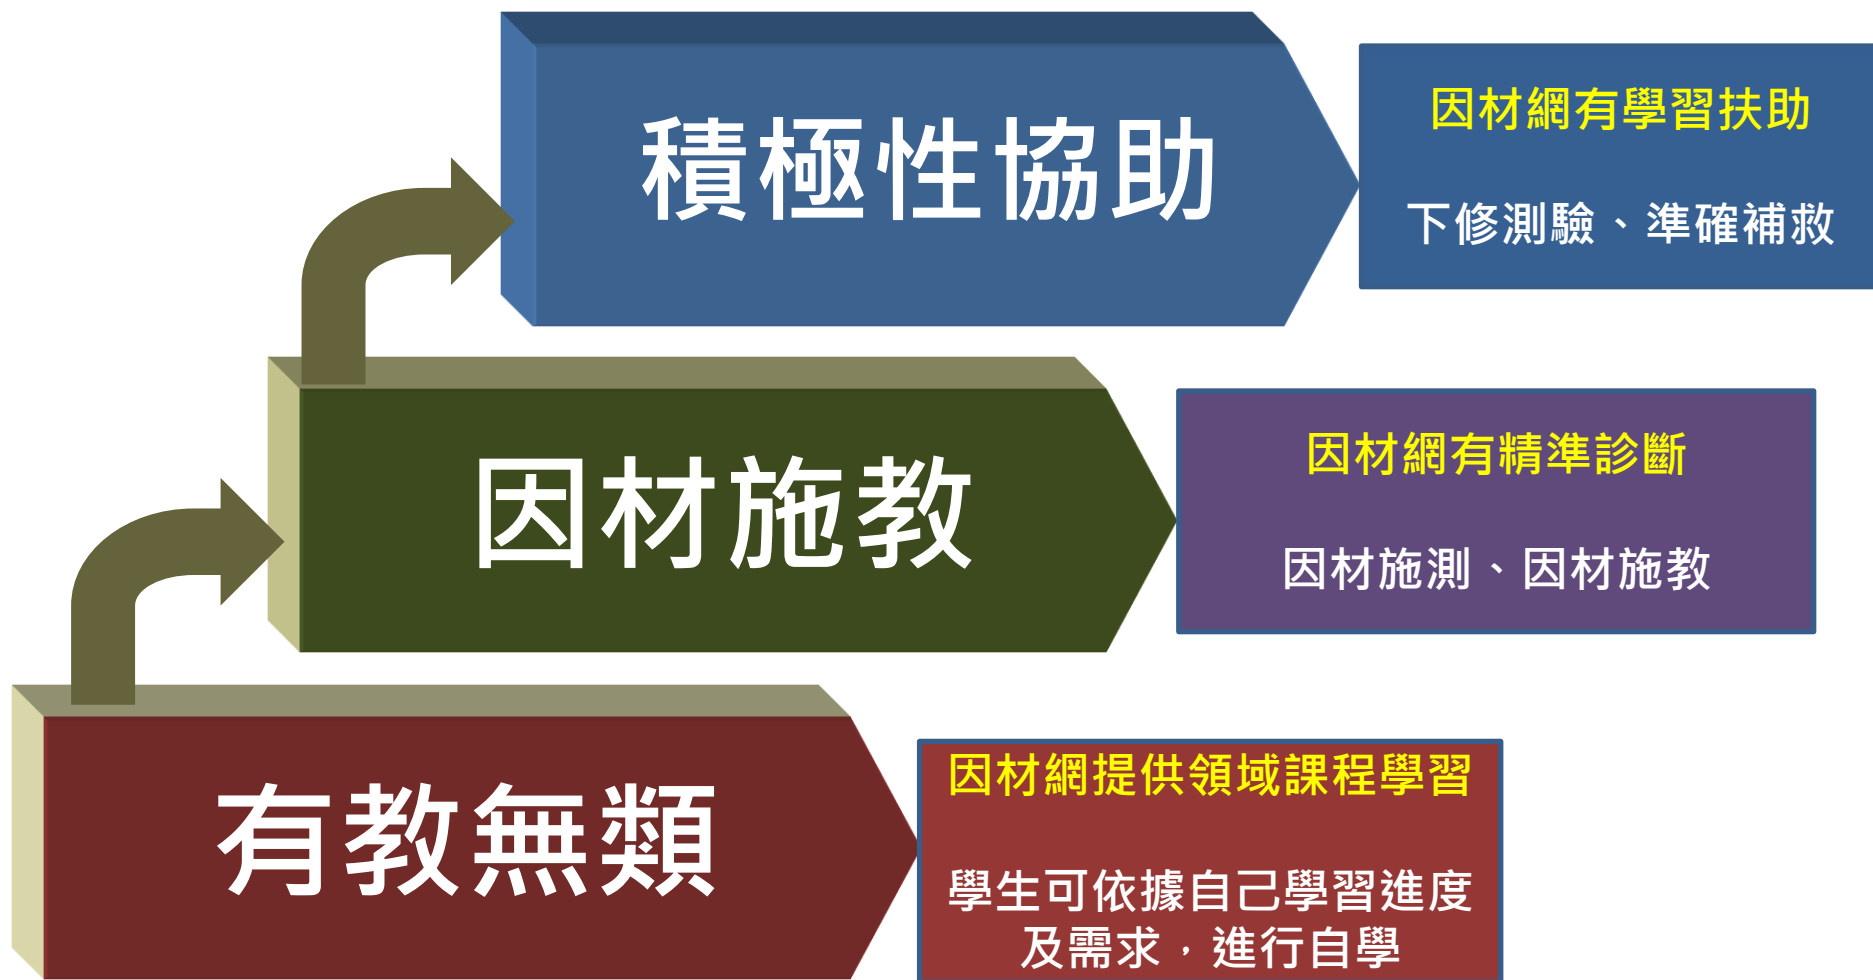 積極性協助
因材網有學習扶助
下修測驗、準確補救
因材施教
因材網有精準診斷
因材施測、因材施教
有教無類
因材網提供領域課程學習
學生可依據自己學習進度
及需求，進行自學